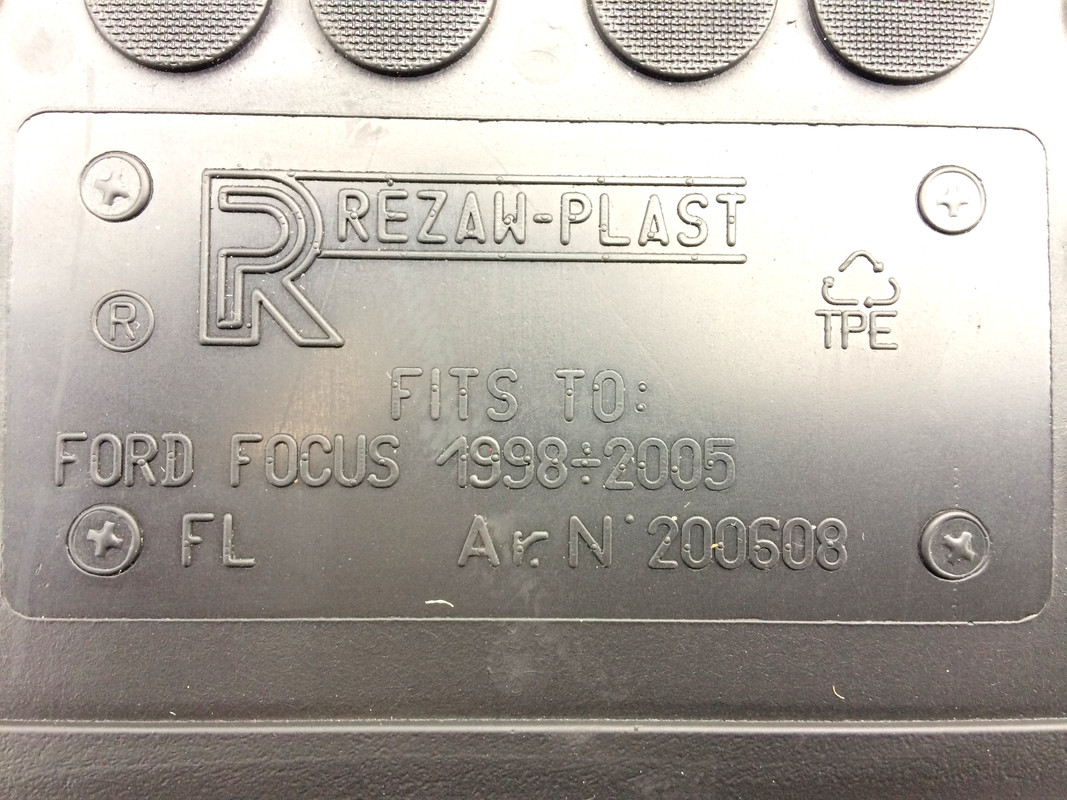 REZAW-PLAST
®
TPE
FITS TO:
FORD FOCUS 1998÷2005
FL Ar.N° 200608